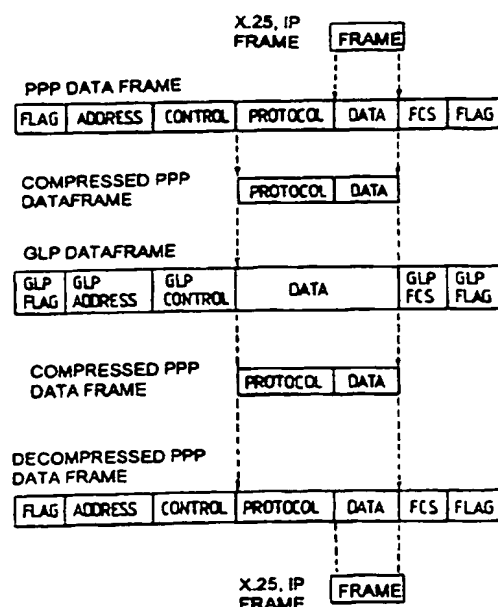 X.25, IP
FRAME
FRAME
PPP DATA FRAME
FLAG ADDRESS CONTROL PROTOCOL DATA FCS FLAG
COMPRESSED PPP
DATAFRAME
PROTOCOL DATA
GLP DATAFRAME
GLP FLAG GLP ADDRESS GLP CONTROL DATA GLP FCS GLP FLAG
COMPRESSED PPP
DATA FRAME
PROTOCOL DATA
DECOMPRESSED PPP
DATA FRAME
FLAG ADDRESS CONTROL PROTOCOL DATA FCS FLAG
X.25, IP
FRAME
FRAME